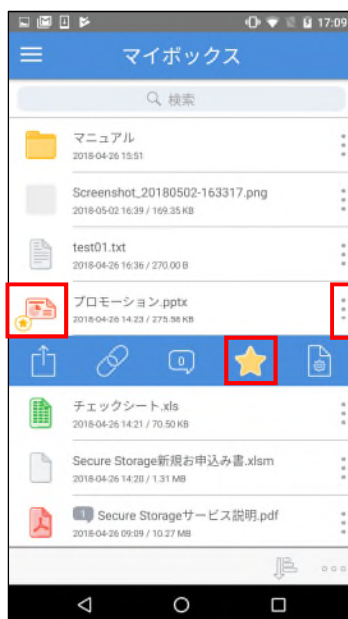 17:09
マイボックス
検索
マニュアル
2018-04-26 15:51
Screenshot_20180502-163317.png
2018-05-02 16:39 / 169.35 KB
test01.txt
2018-04-26 16:36 / 270.00 B
プロモーション.pptx
2018-04-26 14:23 / 275.58 KB
0
チェックシート.xls
2018-04-26 14:21 / 70.50 KB
Secure Storage新規お申込み書.xlsm
2018-04-26 14:20 / 1.31 MB
1 Secure Storageサービス説明.pdf
2018-04-26 09:09 / 10.27 MB